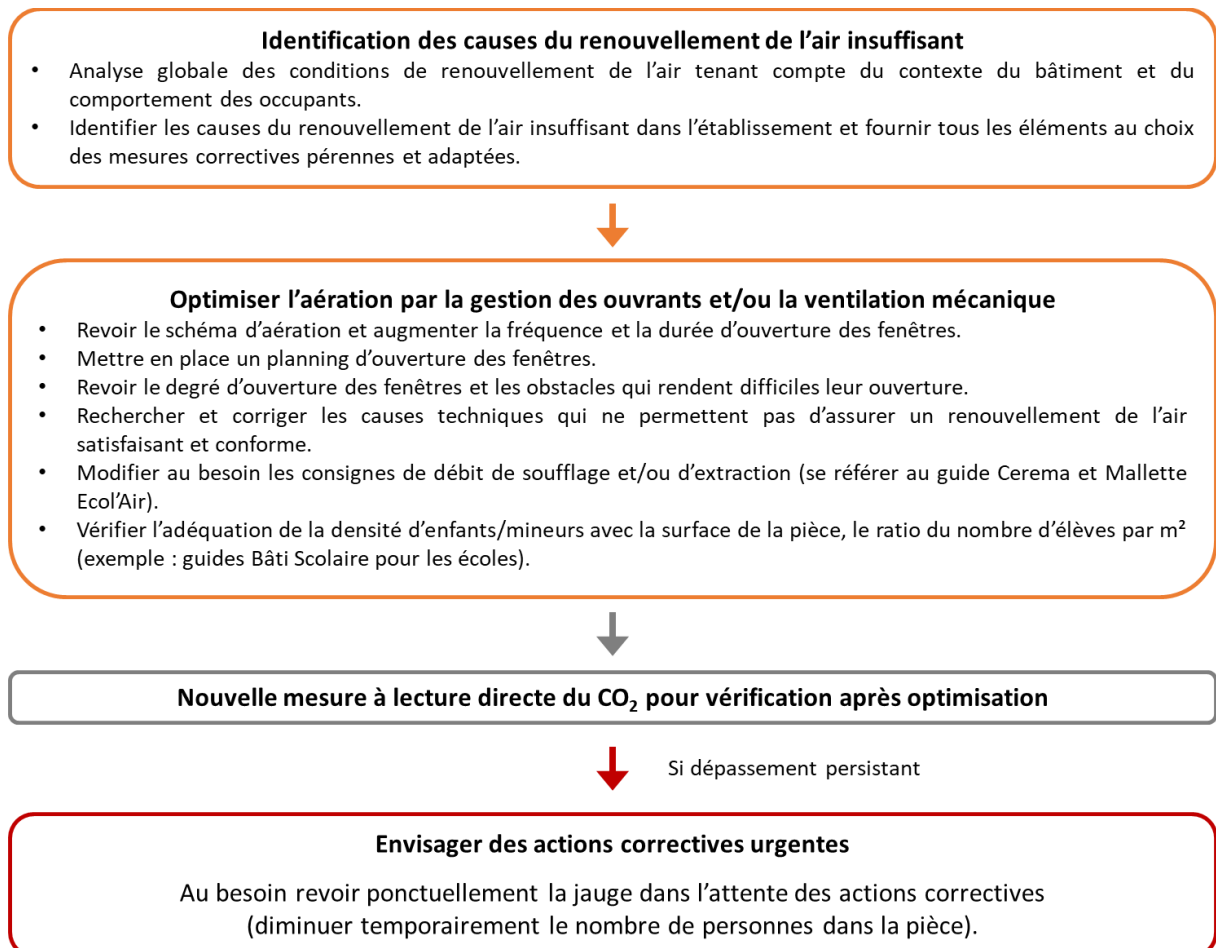 Identification des causes du renouvellement de l’air insuffisant
• Analyse globale des conditions de renouvellement de l’air tenant compte du contexte du bâtiment et du
comportement des occupants.
• Identifier les causes du renouvellement de l’air insuffisant dans l’établissement et fournir tous les éléments au choix
des mesures correctives pérennes et adaptées.
Optimiser l’aération par la gestion des ouvrants et/ou la ventilation mécanique
• Revoir le schéma d’aération et augmenter la fréquence et la durée d’ouverture des fenêtres.
• Mettre en place un planning d’ouverture des fenêtres.
• Revoir le degré d’ouverture des fenêtres et les obstacles qui rendent difficiles leur ouverture.
• Rechercher et corriger les causes techniques qui ne permettent pas d’assurer un renouvellement de l’air
satisfaisant et conforme.
• Modifier au besoin les consignes de débit de soufflage et/ou d’extraction (se référer au guide Cerema et Mallette
Ecol’Air).
• Vérifier l’adéquation de la densité d’enfants/mineurs avec la surface de la pièce, le ratio du nombre d’élèves par m²
(exemple : guides Bâti Scolaire pour les écoles).
Nouvelle mesure à lecture directe du CO₂ pour vérification après optimisation
Si dépassement persistant
Envisager des actions correctives urgentes
Au besoin revoir ponctuellement la jauge dans l’attente des actions correctives
(diminuer temporairement le nombre de personnes dans la pièce).